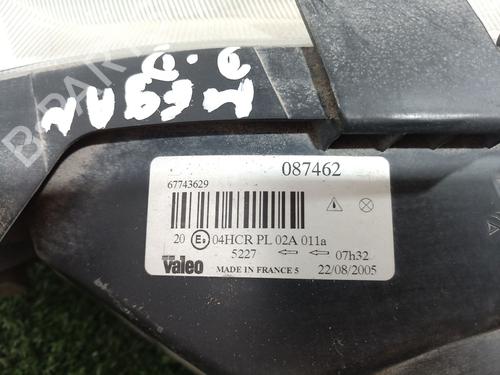 087462
67743629
20 E2 04HCR PL 02A 011a
5227 07h32
Valeo MADE IN FRANCE 5 22/08/2005